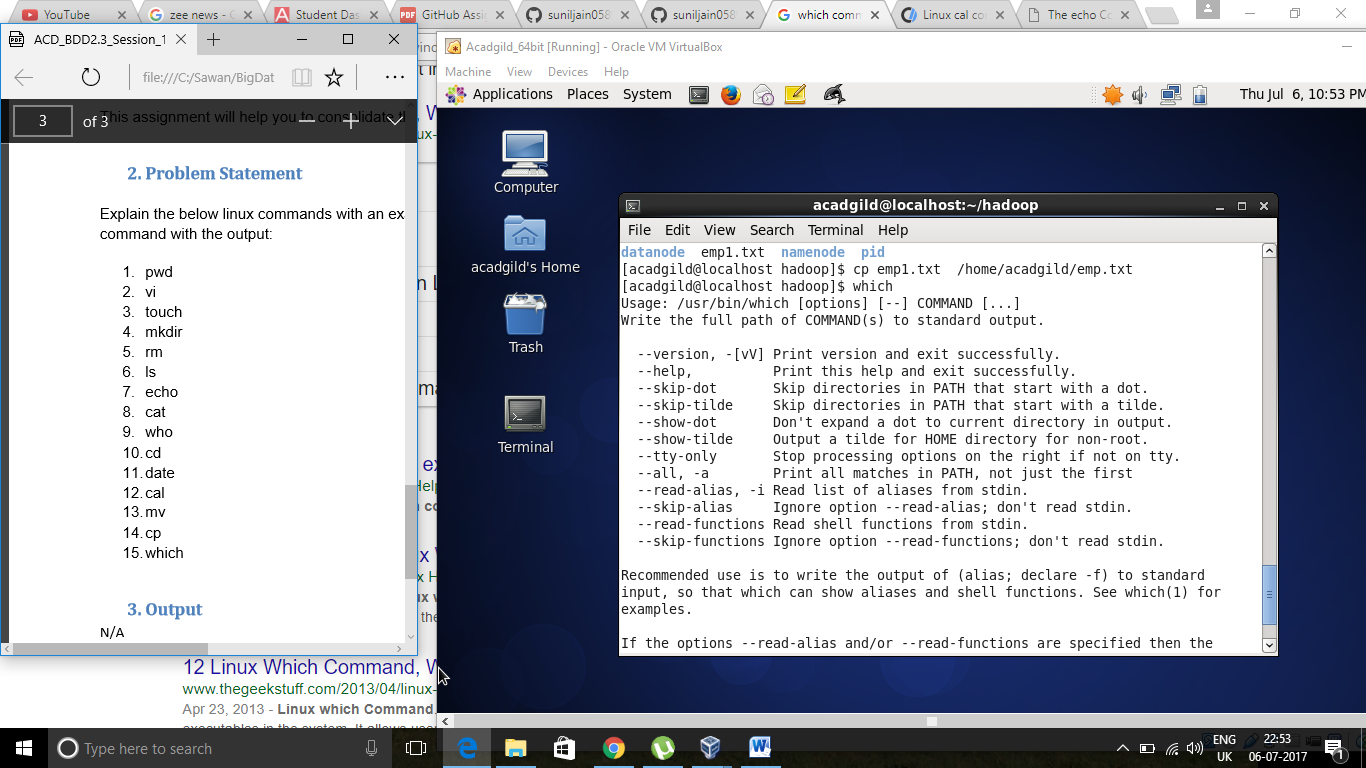 YouTube
zee news - G
Student Das
GitHub Assi
suniljain058
suniljain058
which comm
Linux cal co
The echo Co
ACD_BDD2.3_Session_1
file:///C:/Sawan/BigDat
3 of 3
This assignment will help you to consolidate
2. Problem Statement
Explain the below linux commands with an ex
command with the output:
1. pwd
2. vi
3. touch
4. mkdir
5. rm
6. ls
7. echo
8. cat
9. who
10. cd
11. date
12. cal
13. mv
14. cp
15. which
3. Output
N/A
12 Linux Which Command, W
www.thegeekstuff.com/2013/04/linux-
Apr 23, 2013 - Linux which Command
executables in the system. It allows use
Acadgild_64bit [Running] - Oracle VM VirtualBox
Machine View Devices Help
Applications Places System
Thu Jul 6, 10:53 PM
Computer
acadgild's Home
Trash
Terminal
acadgild@localhost:~/hadoop
File Edit View Search Terminal Help
datanode emp1.txt namenode pid
[acadgild@localhost hadoop]$ cp emp1.txt /home/acadgild/emp.txt
[acadgild@localhost hadoop]$ which
Usage: /usr/bin/which [options] [--] COMMAND [...]
Write the full path of COMMAND(s) to standard output.
--version, -[vV] Print version and exit successfully.
--help, Print this help and exit successfully.
--skip-dot Skip directories in PATH that start with a dot.
--skip-tilde Skip directories in PATH that start with a tilde.
--show-dot Don't expand a dot to current directory in output.
--show-tilde Output a tilde for HOME directory for non-root.
--tty-only Stop processing options on the right if not on tty.
--all, -a Print all matches in PATH, not just the first
--read-alias, -i Read list of aliases from stdin.
--skip-alias Ignore option --read-alias; don't read stdin.
--read-functions Read shell functions from stdin.
--skip-functions Ignore option --read-functions; don't read stdin.
Recommended use is to write the output of (alias; declare -f) to standard
input, so that which can show aliases and shell functions. See which(1) for
examples.
If the options --read-alias and/or --read-functions are specified then the
Type here to search
ENG
UK
22:53
06-07-2017
1